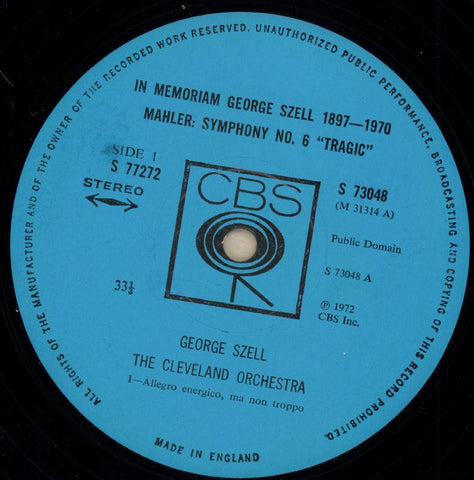 ALL RIGHTS OF THE MANUFACTURER AND OF THE OWNER OF THE RECORDED WORK RESERVED. UNAUTHORIZED PUBLIC PERFORMANCE, BROADCASTING AND COPYING OF THIS RECORD PROHIBITED.
IN MEMORIAM GEORGE SZELL 1897—1970
MAHLER: SYMPHONY NO. 6 "TRAGIC"
SIDE 1
S 77272
STEREO
CBS
S 73048
(M 31314 A)
Public Domain
S 73048 A
33⅓
℗ 1972
CBS Inc.
GEORGE SZELL
THE CLEVELAND ORCHESTRA
1—Allegro energico, ma non troppo
MADE IN ENGLAND